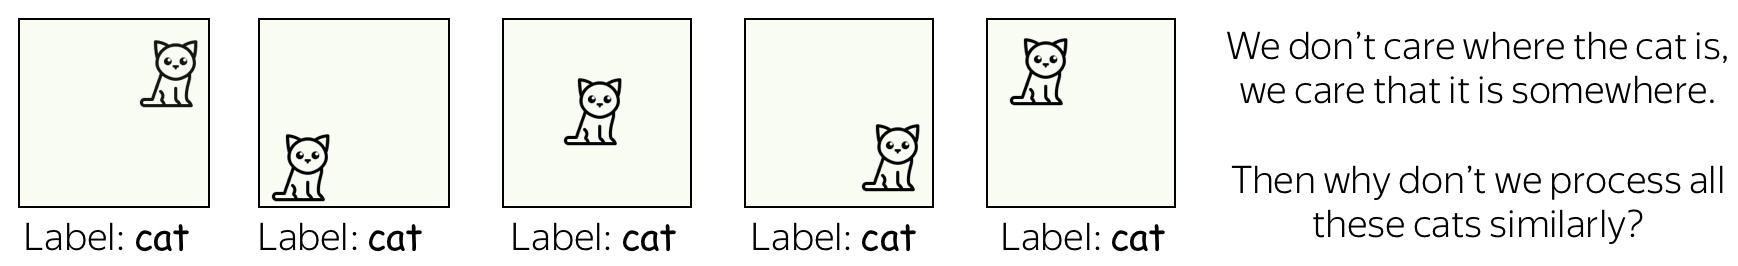 Label: cat
Label: cat
Label: cat
Label: cat
Label: cat
We don't care where the cat is,
we care that it is somewhere.
Then why don't we process all
these cats similarly?